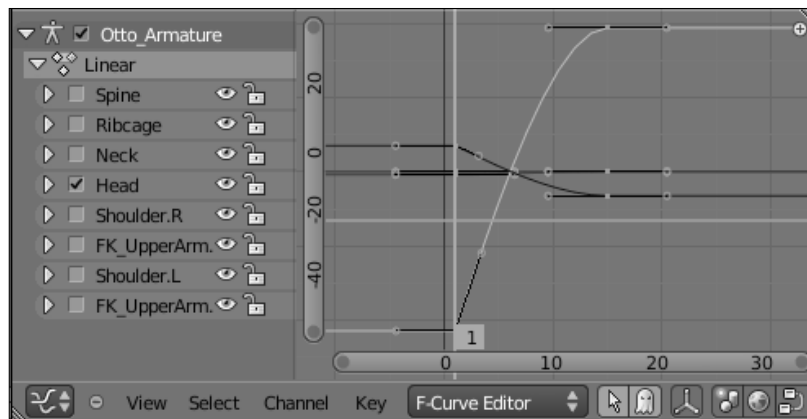 Otto_Armature
Linear
Spine
Ribcage
Neck
Head
Shoulder.R
FK_UpperArm.
Shoulder.L
FK_UpperArm.
20
0
-20
-40
1
0 10 20 30
View Select Channel Key F-Curve Editor